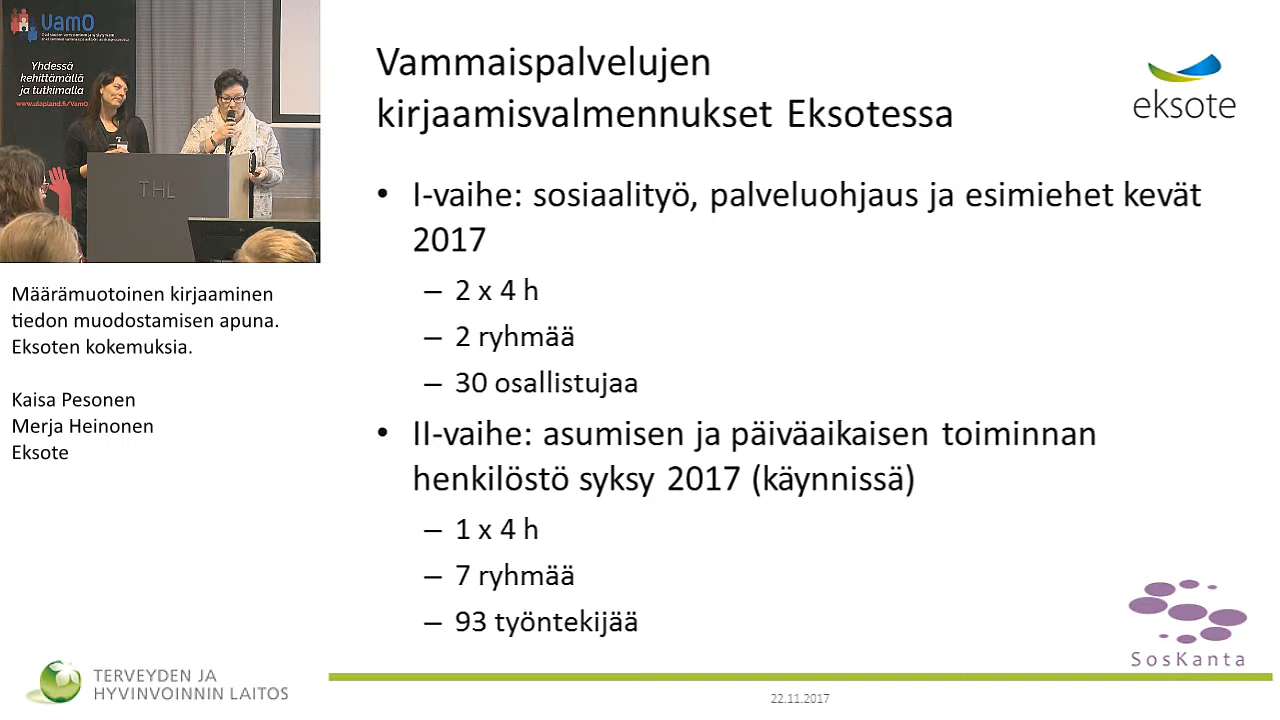 VamO
Yhdessä
kehittämällä
ja tutkimalla
www.ulapland.fi/VamO
THL
Määrämuotoinen kirjaaminen
tiedon muodostamisen apuna.
Eksoten kokemuksia.
Kaisa Pesonen
Merja Heinonen
Eksote
TERVEYDEN JA
HYVINVOINNIN LAITOS
Vammaispalvelujen
kirjaamisvalmennukset Eksotessa
eksote
• I-vaihe: sosiaalityö, palveluohjaus ja esimiehet kevät
2017
– 2 x 4 h
– 2 ryhmää
– 30 osallistujaa
• II-vaihe: asumisen ja päiväaikaisen toiminnan
henkilöstö syksy 2017 (käynnissä)
– 1 x 4 h
– 7 ryhmää
– 93 työntekijää
SosKanta
22.11.2017